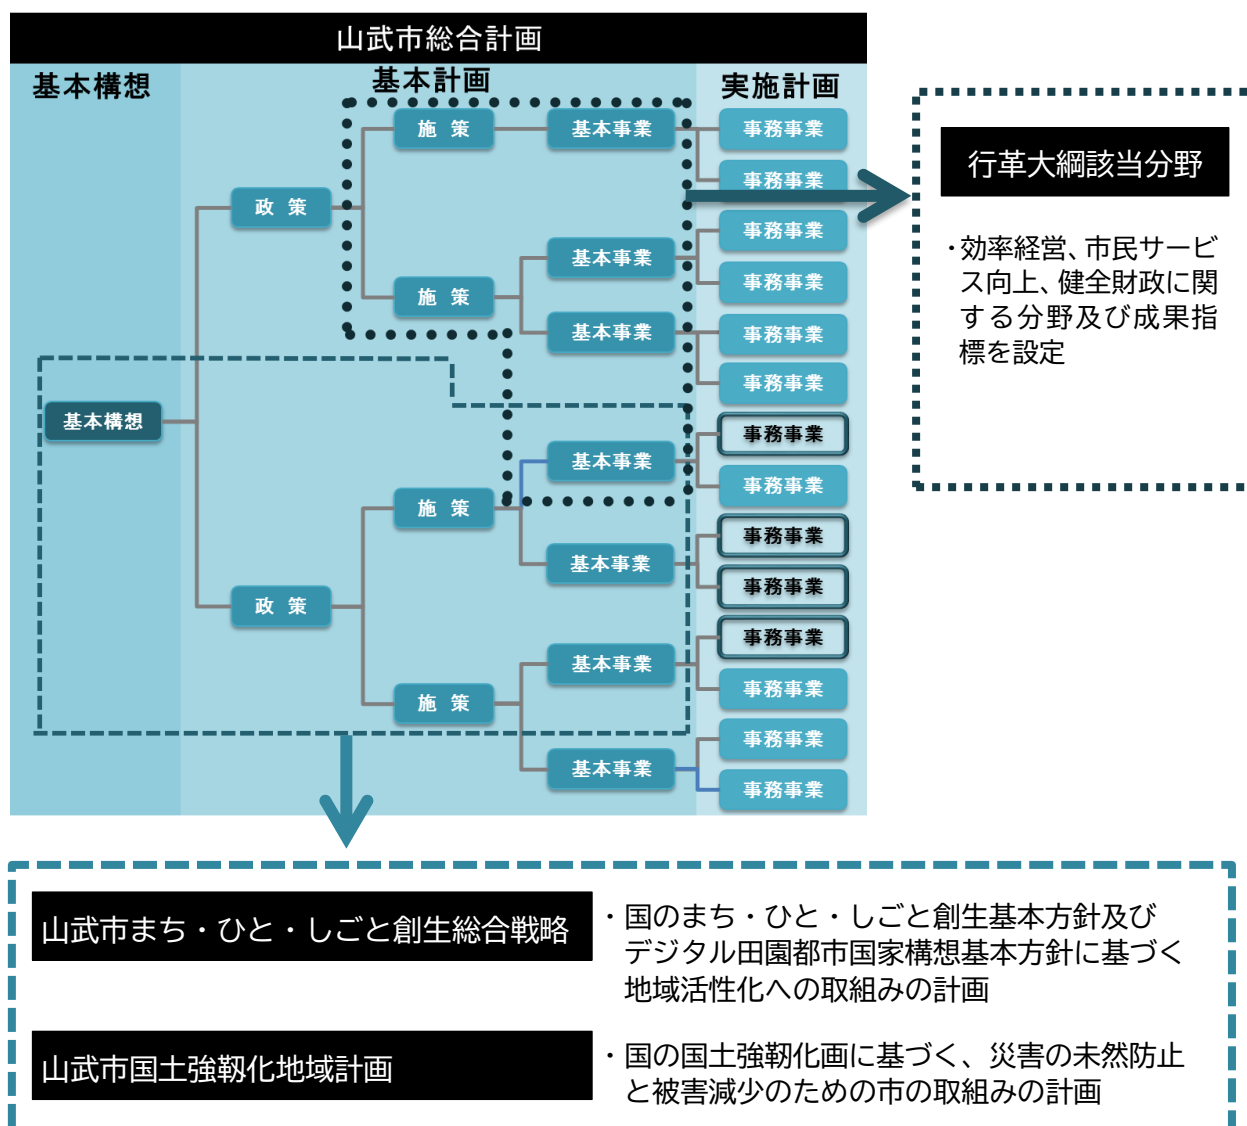 山武市総合計画
基本構想
基本計画
実施計画
施 策
基本事業
事務事業
事務事業
政 策
事務事業
基本事業
施 策
事務事業
基本事業
事務事業
事務事業
基本構想
事務事業
基本事業
事務事業
施 策
事務事業
基本事業
事務事業
政 策
事務事業
基本事業
事務事業
施 策
事務事業
基本事業
事務事業
行革大綱該当分野
・効率経営、市民サービ
ス向上、健全財政に関
する分野及び成果指
標を設定
山武市まち・ひと・しごと創生総合戦略
・国のまち・ひと・しごと創生基本方針及び
デジタル田園都市国家構想基本方針に基づく
地域活性化への取組みの計画
山武市国土強靱化地域計画
・国の国土強靱化画に基づく、災害の未然防止
と被害減少のための市の取組みの計画